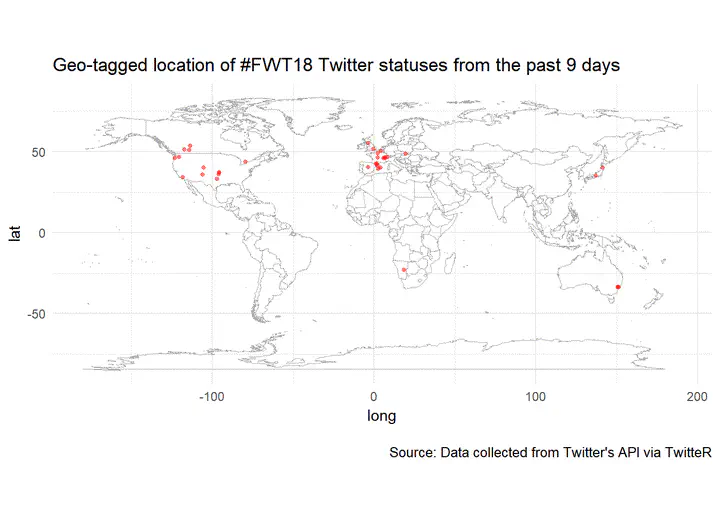 Geo-tagged location of #FWT18 Twitter statuses from the past 9 days
50
0
-50
lat
-100
0
100
200
long
Source: Data collected from Twitter's API via TwitteR